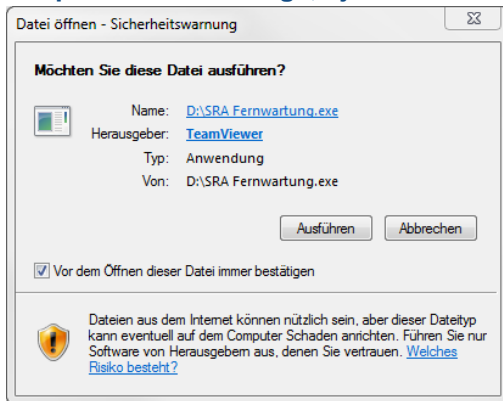 Datei öffnen - Sicherheitswarnung
Möchten Sie diese Datei ausführen?
Name: D:\SRA Fernwartung.exe
Herausgeber: TeamViewer
Typ: Anwendung
Von: D:\SRA Fernwartung.exe
Ausführen Abbrechen
Vor dem Öffnen dieser Datei immer bestätigen
Dateien aus dem Internet können nützlich sein, aber dieser Dateityp
kann eventuell auf dem Computer Schaden anrichten. Führen Sie nur
Software von Herausgebern aus, denen Sie vertrauen. Welches
Risiko besteht?